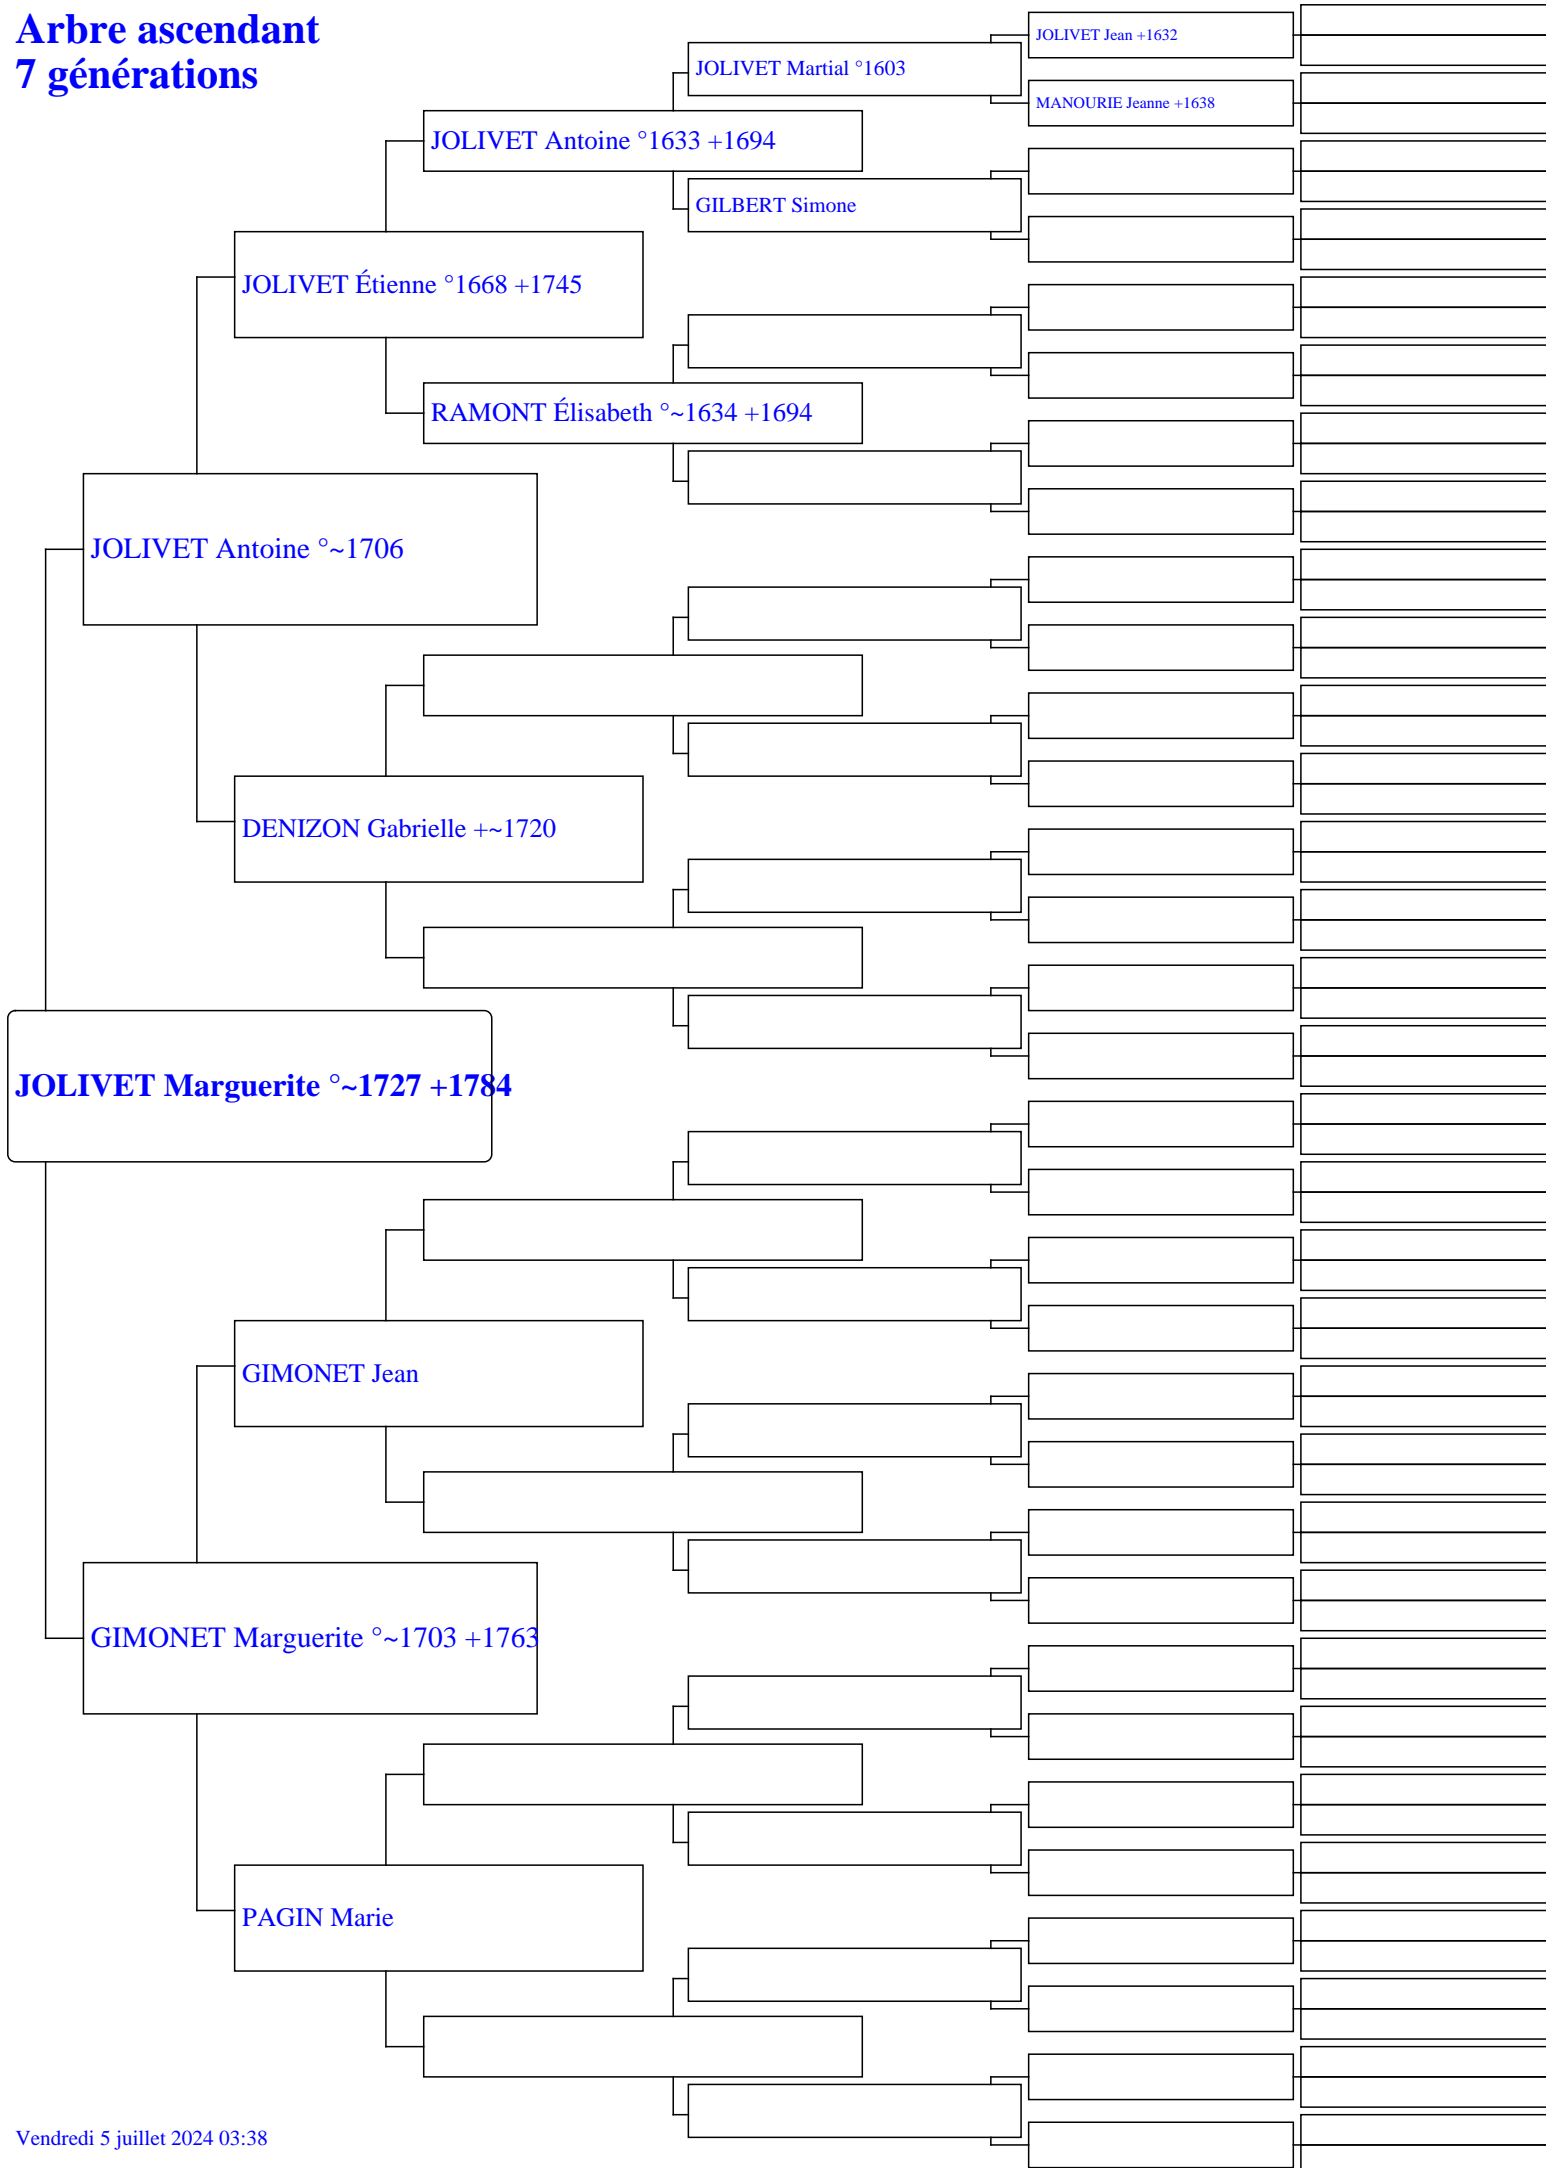 Arbre ascendant
7 générations
JOLIVET Jean +1632
JOLIVET Martial °1603
MANOURIE Jeanne +1638
JOLIVET Antoine °1633 +1694
GILBERT Simone
JOLIVET Étienne °1668 +1745
RAMONT Élisabeth °~1634 +1694
JOLIVET Antoine °~1706
DENIZON Gabrielle +~1720
JOLIVET Marguerite °~1727 +1784
GIMONET Jean
GIMONET Marguerite °~1703 +1763
PAGIN Marie
Vendredi 5 juillet 2024 03:38